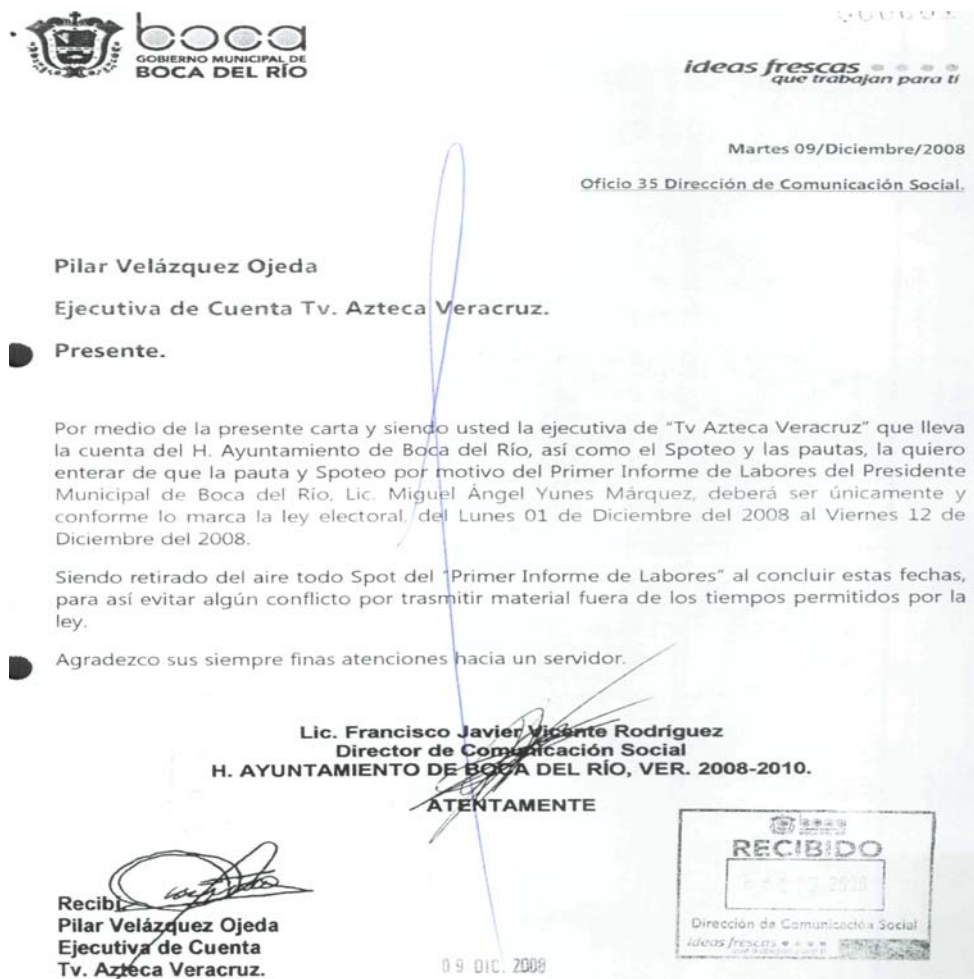 boca
GOBIERNO MUNICIPAL DE
BOCA DEL RÍO
ideas frescas
que trabajan para ti
Martes 09/Diciembre/2008
Oficio 35 Dirección de Comunicación Social.
Pilar Velázquez Ojeda
Ejecutiva de Cuenta Tv. Azteca Veracruz.
Presente.
Por medio de la presente carta y siendo usted la ejecutiva de "Tv Azteca Veracruz" que lleva
la cuenta del H. Ayuntamiento de Boca del Río, así como el Spoteo y las pautas, la quiero
enterar de que la pauta y Spoteo por motivo del Primer Informe de Labores del Presidente
Municipal de Boca del Río, Lic. Miguel Ángel Yunes Márquez, deberá ser únicamente y
conforme lo marca la ley electoral, del Lunes 01 de Diciembre del 2008 al Viernes 12 de
Diciembre del 2008.
Siendo retirado del aire todo Spot del "Primer Informe de Labores" al concluir estas fechas,
para así evitar algún conflicto por trasmitir material fuera de los tiempos permitidos por la
ley.
Agradezco sus siempre finas atenciones hacia un servidor.
Lic. Francisco Javier Vicente Rodríguez
Director de Comunicación Social
H. AYUNTAMIENTO DE BOCA DEL RÍO, VER. 2008-2010.
ATENTAMENTE
Recibí
Pilar Velázquez Ojeda
Ejecutiva de Cuenta
Tv. Azteca Veracruz.
09 DIC. 2008
boca
RECIBIDO
2008
Dirección de Comunicación Social
ideas frescas